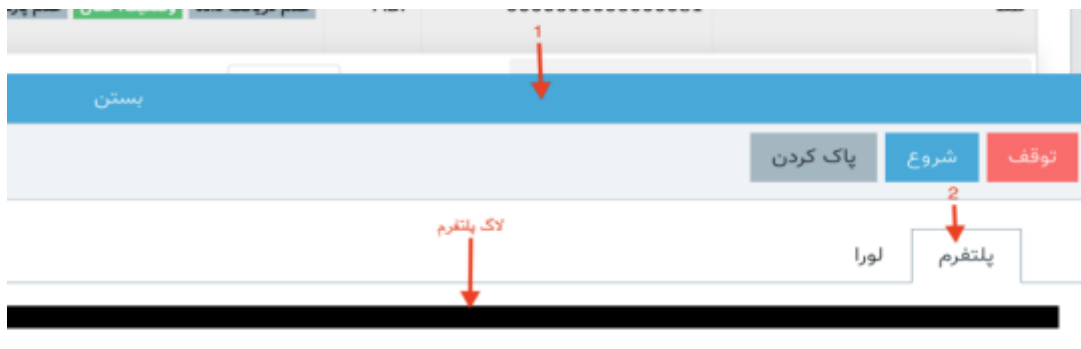 1
بستن
توقف شروع پاک کردن
2
لاگ پلتفرم
پلتفرم لورا